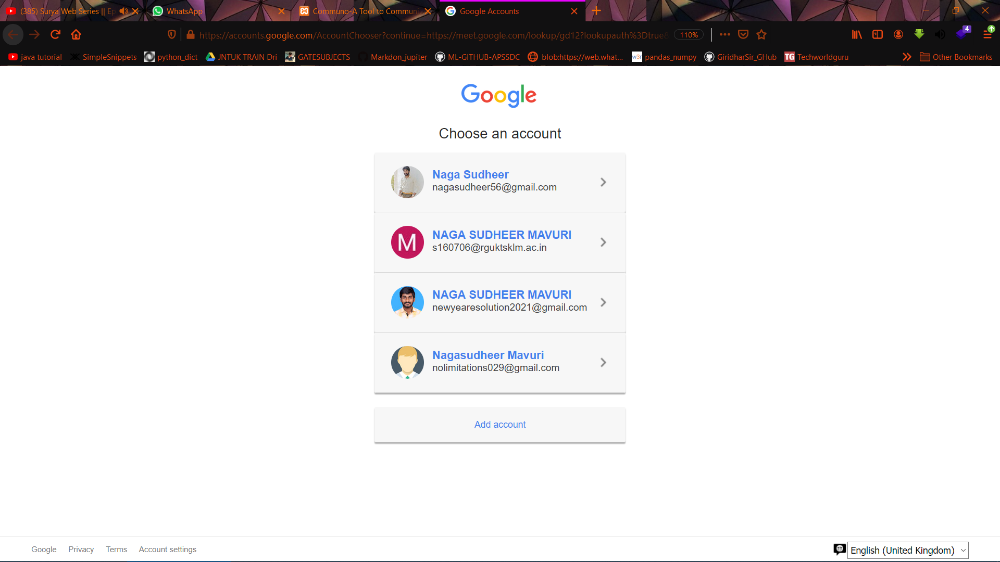 (385) Surya Web Series || Ep
WhatsApp
Communo-A Tool to Communi
Google Accounts
https://accounts.google.com/AccountChooser?continue=https://meet.google.com/lookup/gd12?lookupauth%3Dtrue&
110%
4
java tutorial
SimpleSnippets
python_dict
JNTUK TRAIN Dri
GATESUBJECTS
Markdon_jupiter
ML-GITHUB-APSSDC
blob:https://web.what...
w3r
pandas_numpy
GiridharSir_GHub
TG
Techworldguru
Other Bookmarks
Google
Choose an account
Naga Sudheer
nagasudheer56@gmail.com
M
NAGA SUDHEER MAVURI
s160706@rguktsklm.ac.in
NAGA SUDHEER MAVURI
newyearesolution2021@gmail.com
Nagasudheer Mavuri
nolimitations029@gmail.com
Add account
Google
Privacy
Terms
Account settings
English (United Kingdom)